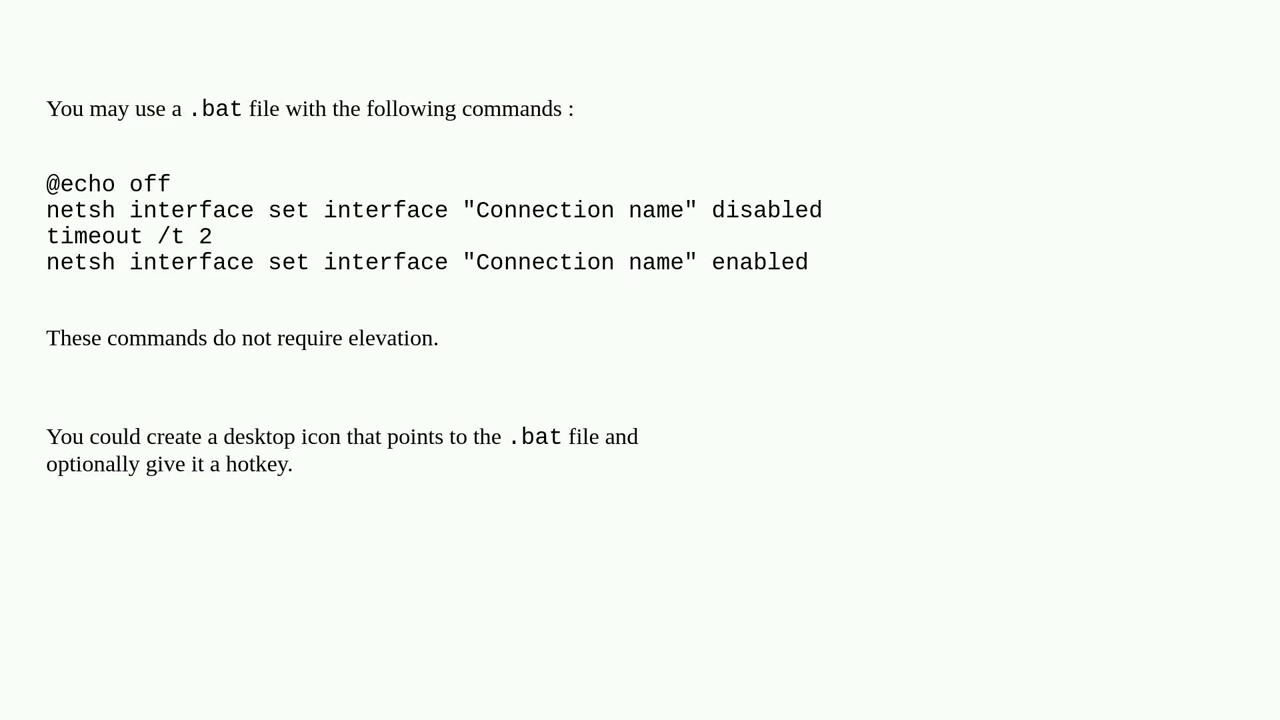 You may use a .bat file with the following commands :
@echo off
netsh interface set interface "Connection name" disabled
timeout /t 2
netsh interface set interface "Connection name" enabled
These commands do not require elevation.
You could create a desktop icon that points to the .bat file and
optionally give it a hotkey.